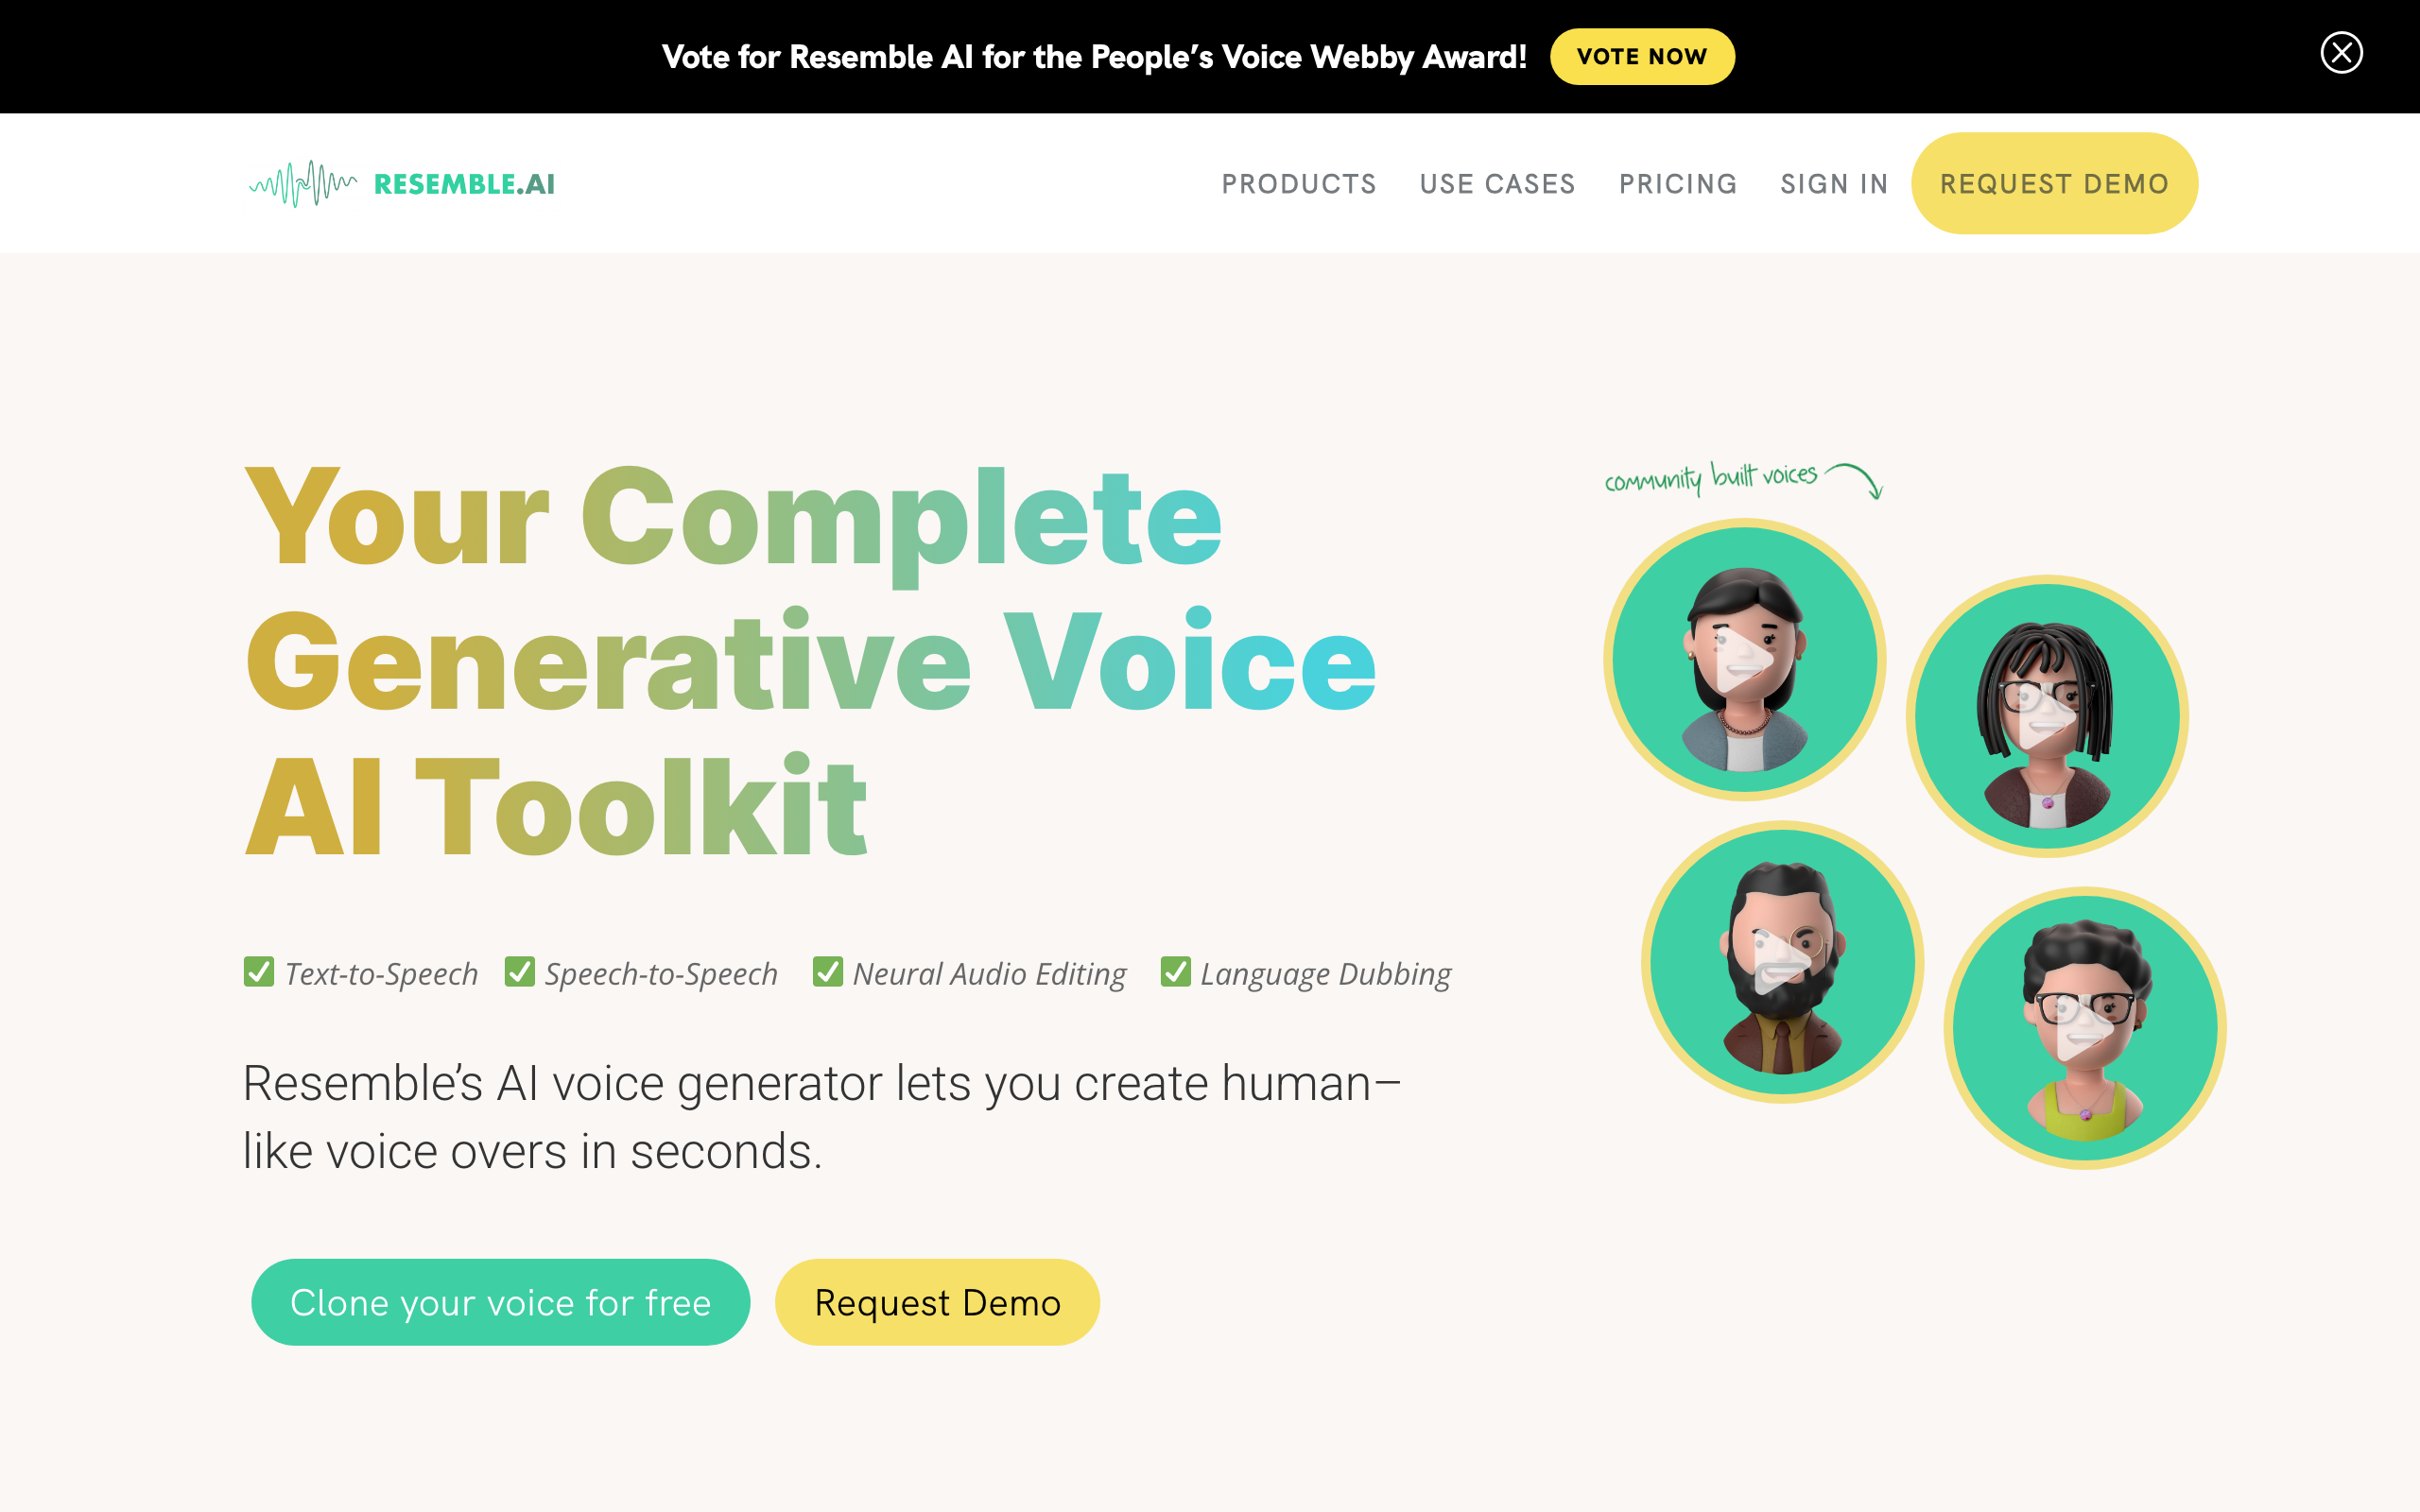 Vote for Resemble AI for the People’s Voice Webby Award!
VOTE NOW
RESEMBLE.AI
PRODUCTS
USE CASES
PRICING
SIGN IN
REQUEST DEMO
Your Complete
Generative Voice
AI Toolkit
community built voices
Text-to-Speech
Speech-to-Speech
Neural Audio Editing
Language Dubbing
Resemble’s AI voice generator lets you create human–
like voice overs in seconds.
Clone your voice for free
Request Demo